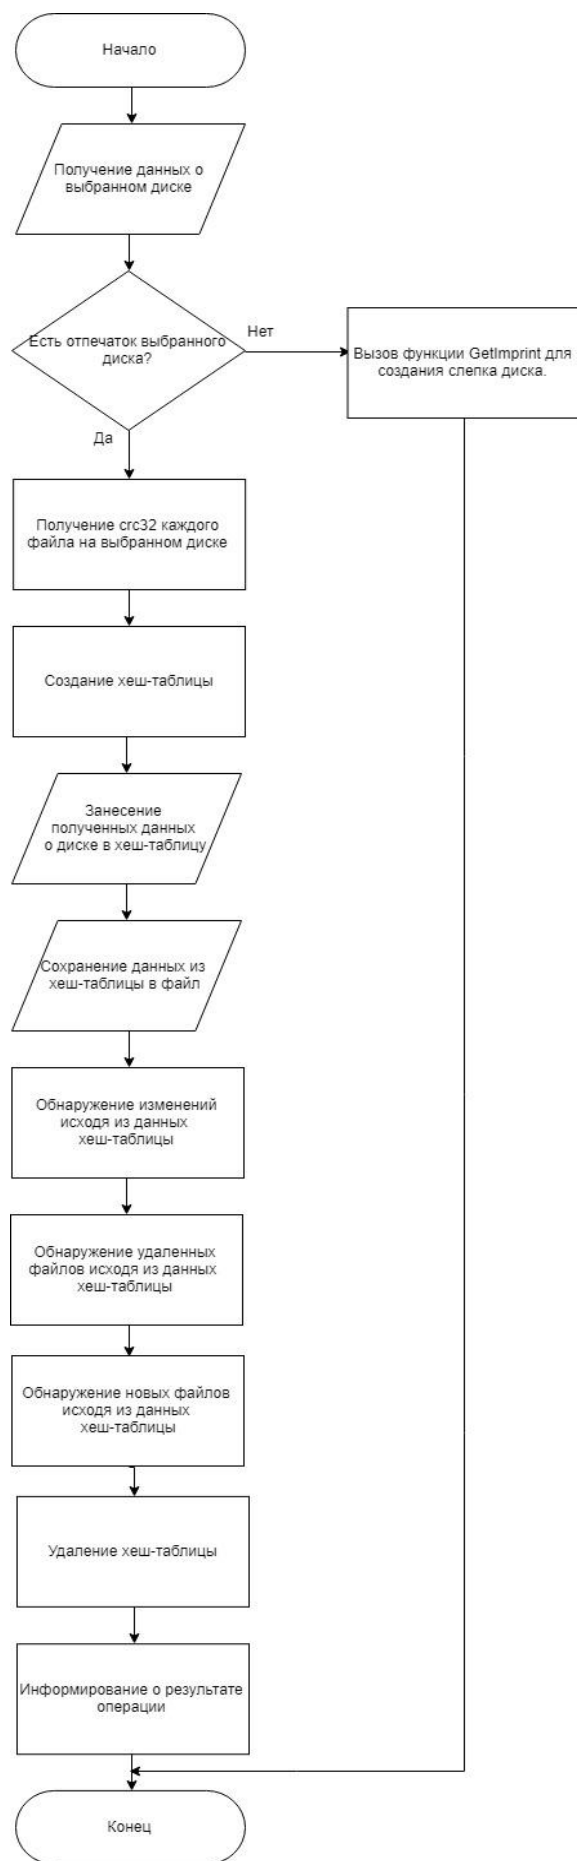 Начало
Получение данных о
выбранном диске
Есть отпечаток выбранного
диска?
Нет
Вызов функции GetImprint для
создания слепка диска.
Да
Получение crc32 каждого
файла на выбранном диске
Создание хеш-таблицы
Занесение
полученных данных
о диске в хеш-таблицу
Сохранение данных из
хеш-таблицы в файл
Обнаружение изменений
исходя из данных
хеш-таблицы
Обнаружение удаленных
файлов исходя из данных
хеш-таблицы
Обнаружение новых файлов
исходя из данных
хеш-таблицы
Удаление хеш-таблицы
Информирование о результате
операции
Конец